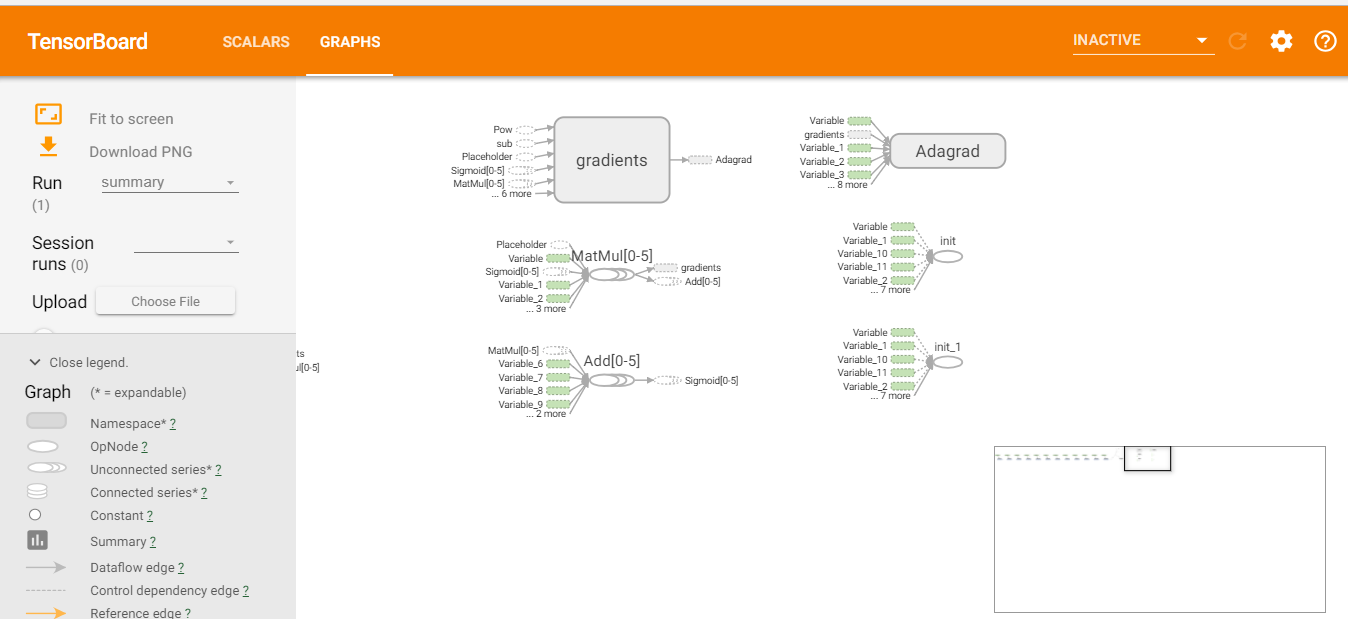 TensorBoard
SCALARS
GRAPHS
INACTIVE
Fit to screen
Download PNG
Run
(1)
summary
Session
runs (0)
Upload
Choose File
Close legend.
Graph
(* = expandable)
Namespace* ?
OpNode ?
Unconnected series* ?
Connected series* ?
Constant ?
Summary ?
Dataflow edge ?
Control dependency edge ?
Reference edge ?
ts
ul[0-5]
Pow
sub
Placeholder
Sigmoid[0-5]
MatMul[0-5]
... 6 more
gradients
Adagrad
Placeholder
Variable
Sigmoid[0-5]
Variable_1
Variable_2
... 3 more
MatMul[0-5]
gradients
Add[0-5]
MatMul[0-5]
Variable_6
Variable_7
Variable_8
Variable_9
... 2 more
Add[0-5]
Sigmoid[0-5]
Variable
gradients
Variable_1
Variable_2
Variable_3
... 8 more
Adagrad
Variable
Variable_1
Variable_10
Variable_11
Variable_2
... 7 more
init
Variable
Variable_1
Variable_10
Variable_11
Variable_2
... 7 more
init_1